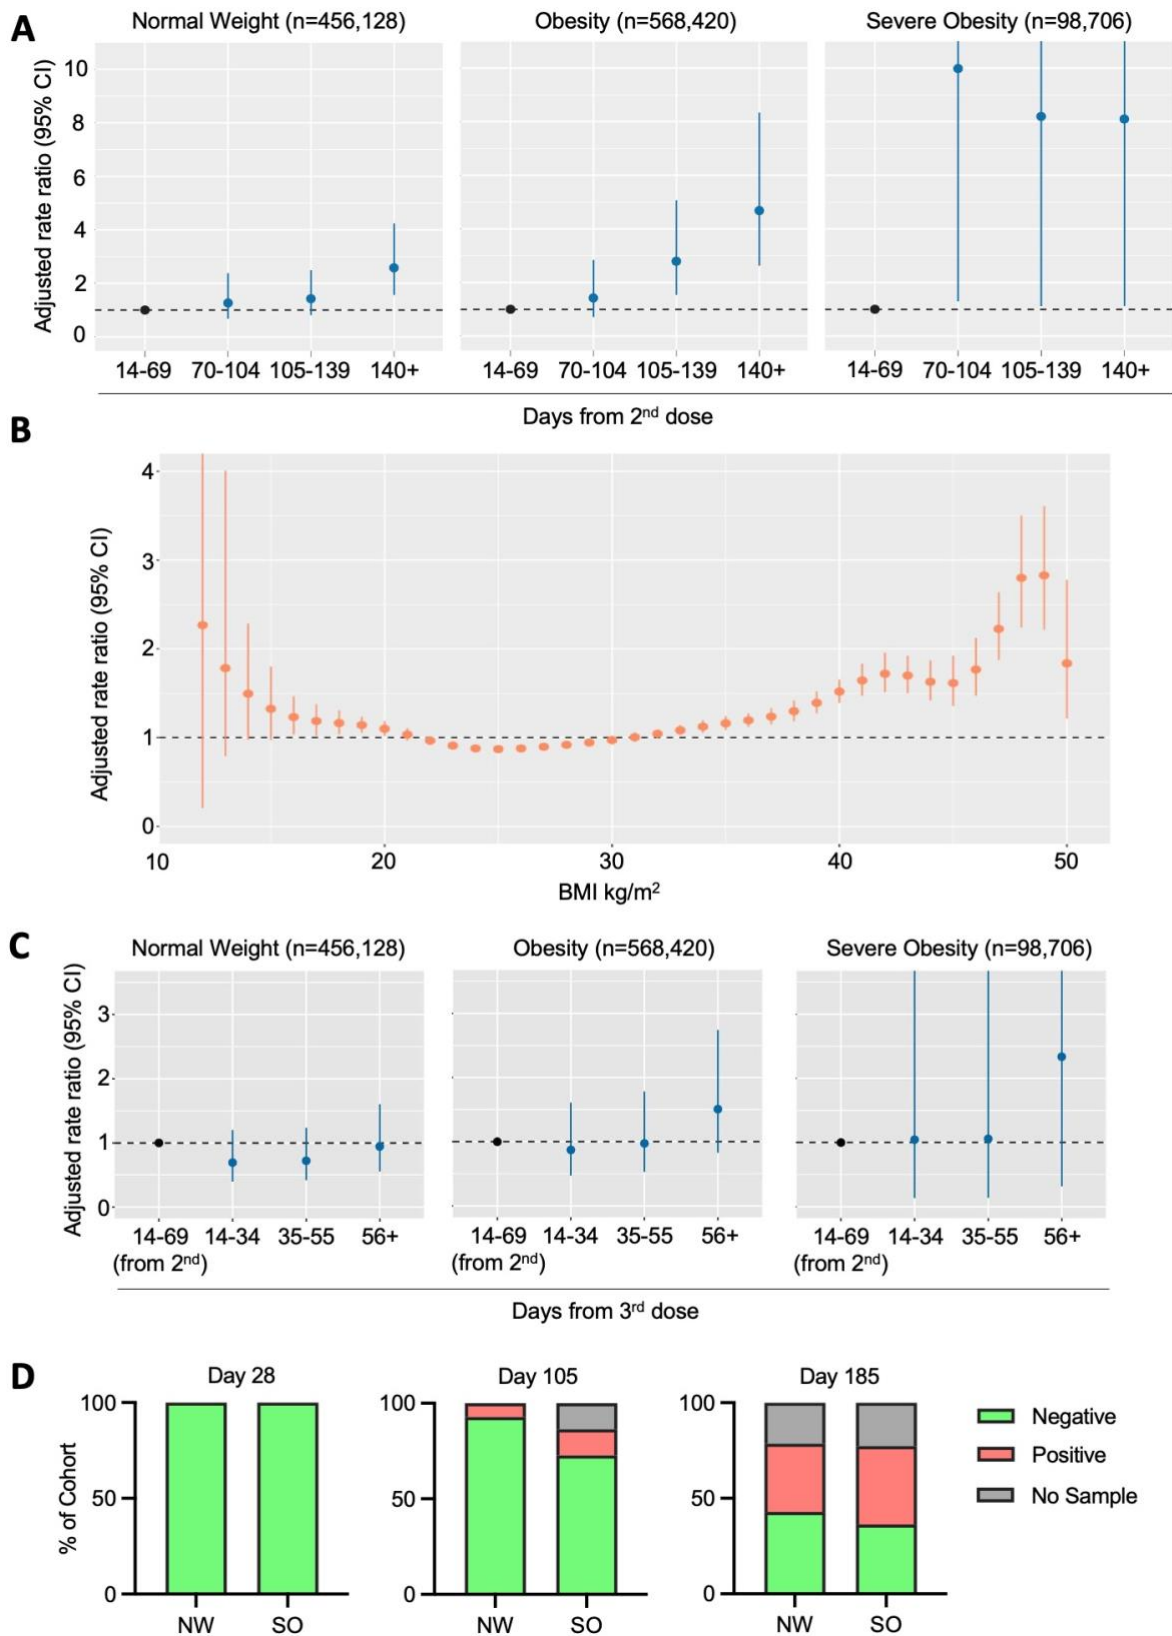 A
Normal Weight (n=456,128)
Obesity (n=568,420)
Severe Obesity (n=98,706)
Adjusted rate ratio (95% CI)
10
8
6
4
2
0
14-69 70-104 105-139 140+
14-69 70-104 105-139 140+
14-69 70-104 105-139 140+
Days from 2nd dose
B
Adjusted rate ratio (95% CI)
4
3
2
1
0
10 20 30 40 50
BMI kg/m²
C
Normal Weight (n=456,128)
Obesity (n=568,420)
Severe Obesity (n=98,706)
Adjusted rate ratio (95% CI)
3
2
1
0
14-69 14-34 35-55 56+
(from 2nd)
14-69 14-34 35-55 56+
(from 2nd)
14-69 14-34 35-55 56+
(from 2nd)
Days from 3rd dose
D
Day 28
Day 105
Day 185
% of Cohort
100
50
0
NW SO
100
50
0
NW SO
100
50
0
NW SO
Negative
Positive
No Sample